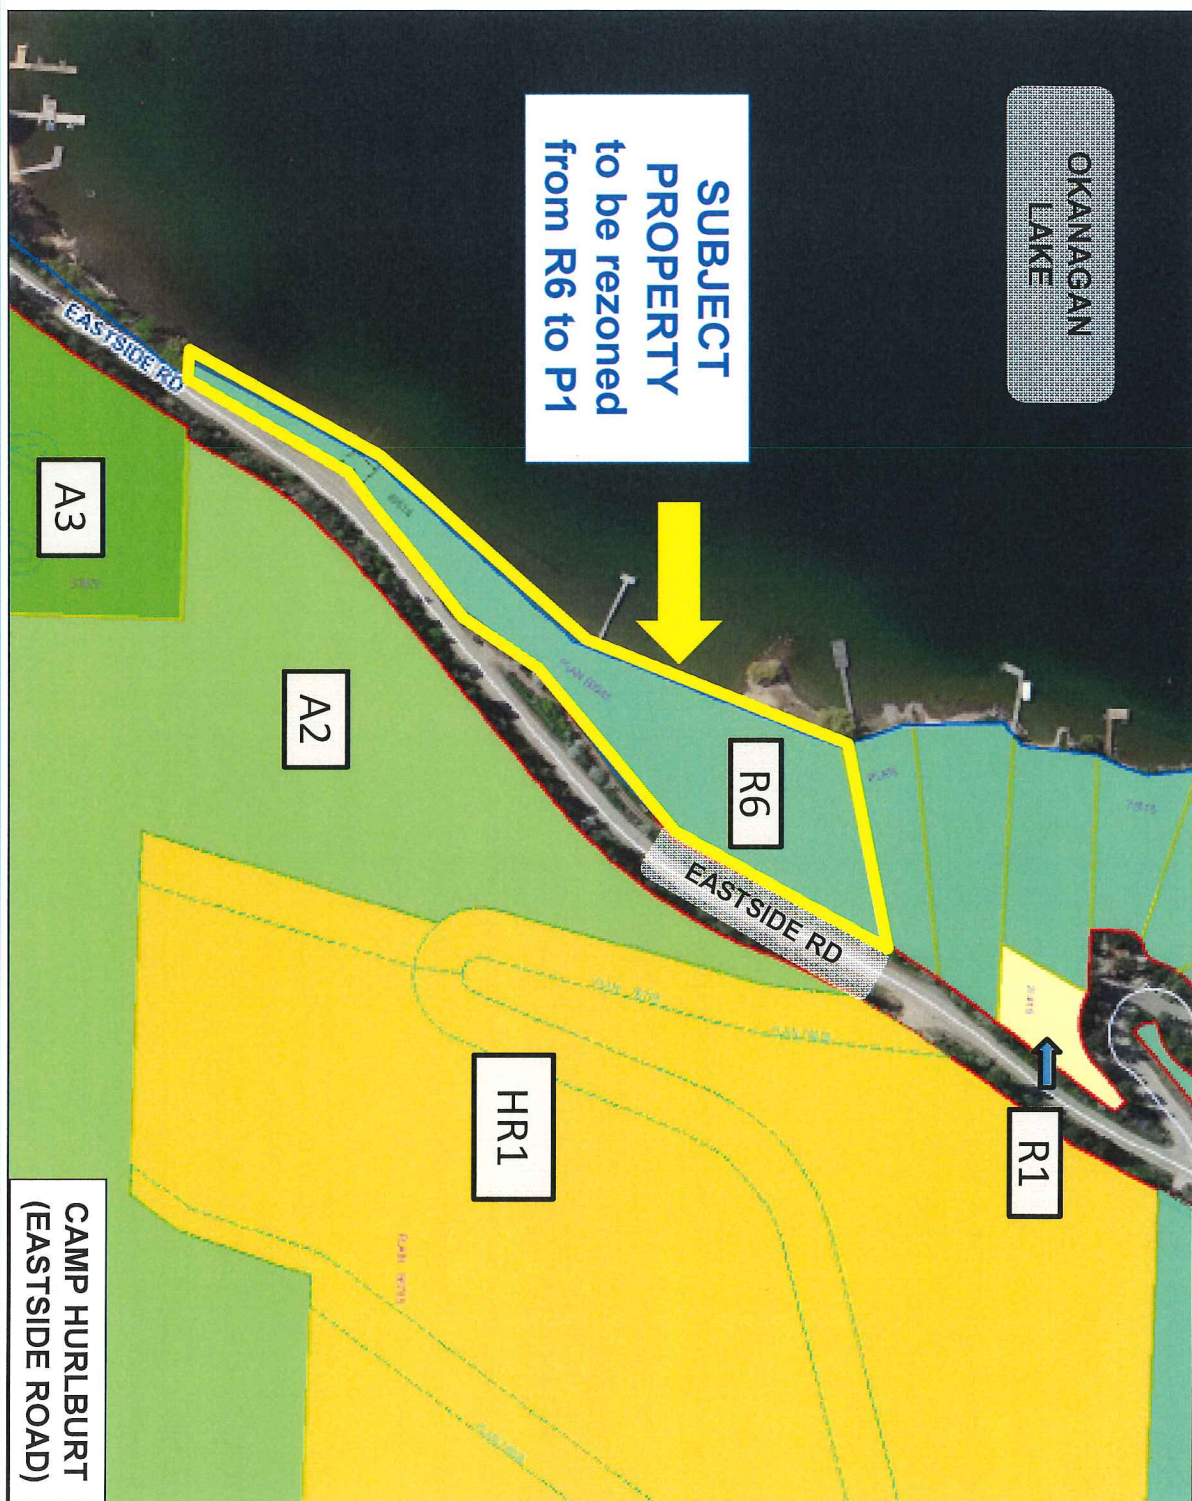 OKANAGAN
LAKE
SUBJECT
PROPERTY
to be rezoned
from R6 to P1
R1
R6
EASTSIDE RD
EASTSIDE RD
HR1
A2
A3
CAMP HURLBURT
(EASTSIDE ROAD)